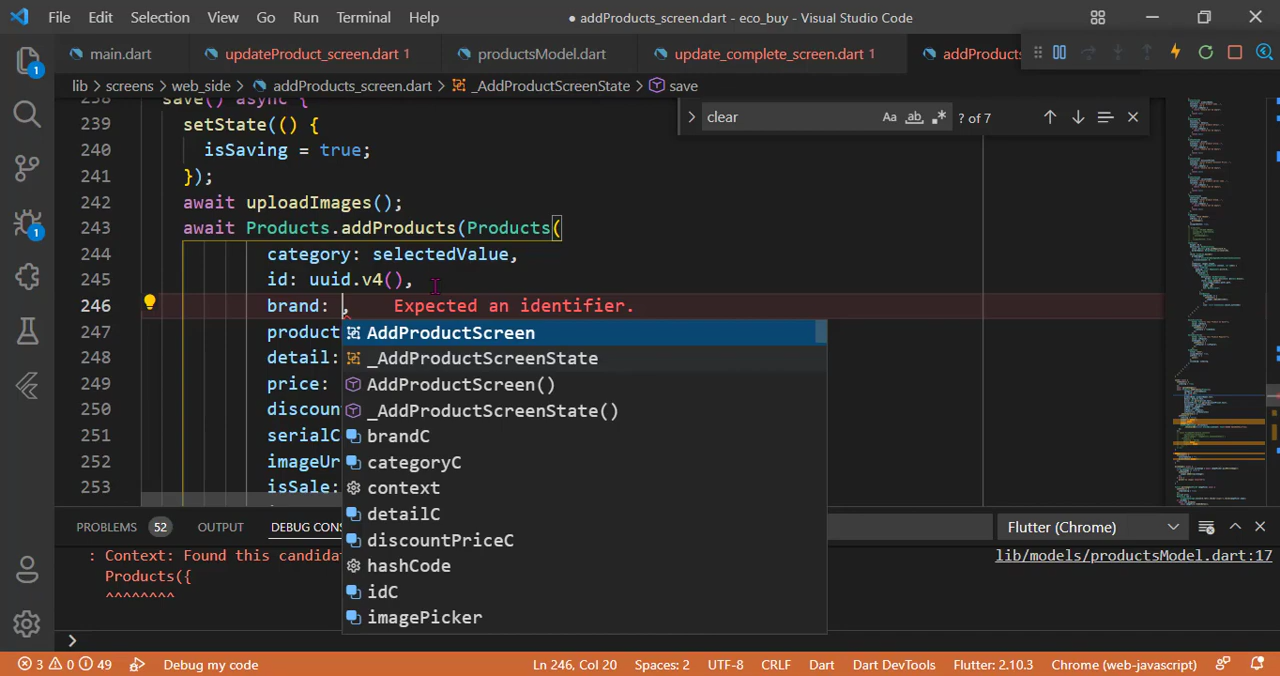 File Edit Selection View Go Run Terminal Help
● addProducts_screen.dart - eco_buy - Visual Studio Code
main.dart updateProduct_screen.dart 1 productsModel.dart update_complete_screen.dart 1 addProducts
lib > screens > web_side > addProducts_screen.dart > _AddProductScreenState > save
clear Aa ab ? of 7
238 save() async {
239 setState(() {
240 isSaving = true;
241 });
242 await uploadImages();
243 await Products.addProducts(Products(
244 category: selectedValue,
245 id: uuid.v4(),
246 brand: , Expected an identifier.
247 product
248 detail:
249 price:
250 discoun
251 serialC
252 imageUr
253 isSale:
AddProductScreen
_AddProductScreenState
AddProductScreen()
_AddProductScreenState()
brandC
categoryC
context
detailC
discountPriceC
hashCode
idC
imagePicker
PROBLEMS 52 OUTPUT DEBUG CONS
Flutter (Chrome)
: Context: Found this candida
lib/models/productsModel.dart:17
Products({
^^^^^^^^
1
1
3 0 49 Debug my code Ln 246, Col 20 Spaces: 2 UTF-8 CRLF Dart Dart DevTools Flutter: 2.10.3 Chrome (web-javascript)